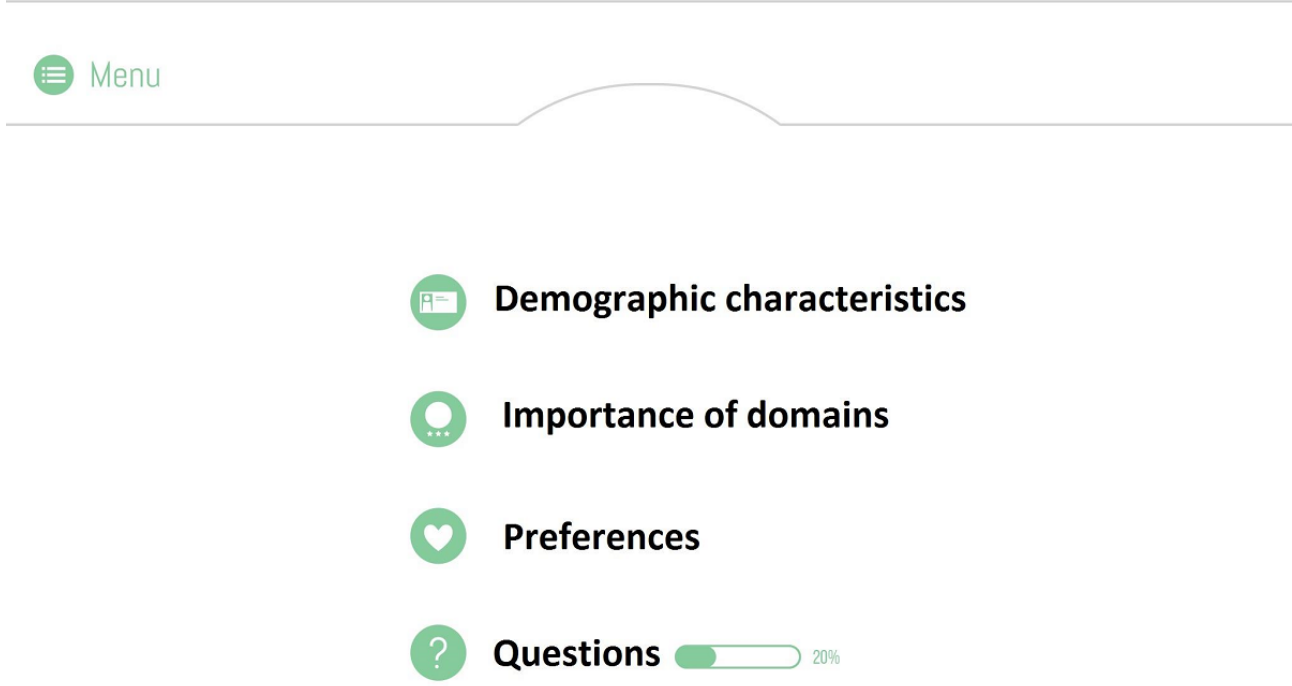 Menu
Demographic characteristics
Importance of domains
Preferences
Questions 20%